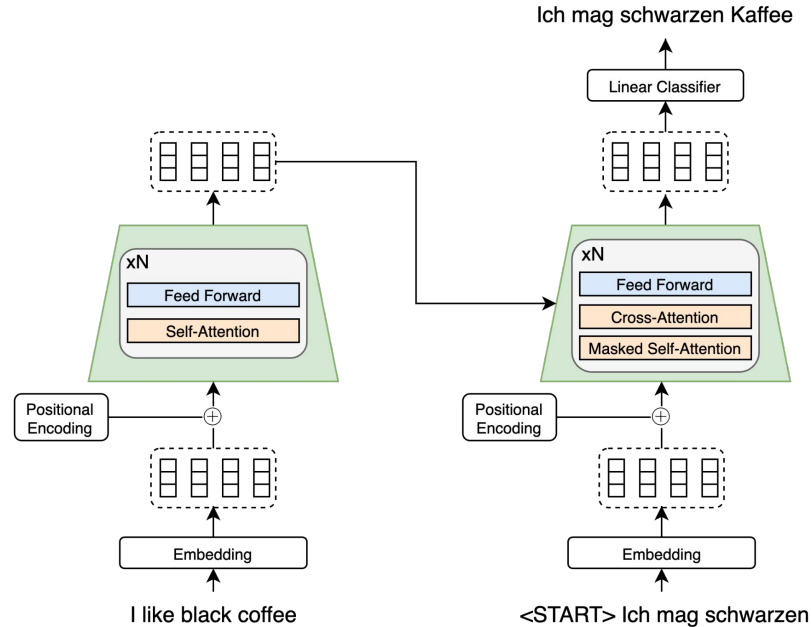 Ich mag schwarzen Kaffee
Linear Classifier
xN
Feed Forward
Self-Attention
xN
Feed Forward
Cross-Attention
Masked Self-Attention
Positional
Encoding
+
Positional
Encoding
+
Embedding
Embedding
I like black coffee
<START> Ich mag schwarzen